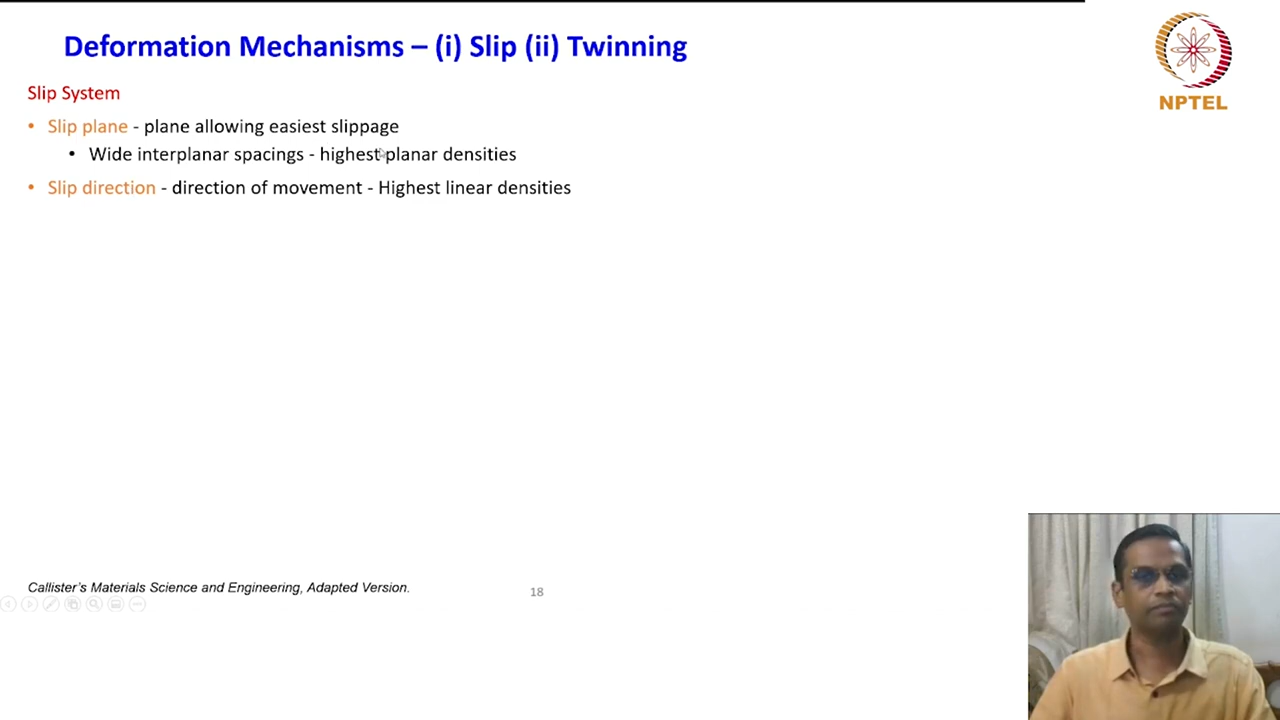 Deformation Mechanisms – (i) Slip (ii) Twinning
NPTEL
Slip System
• Slip plane - plane allowing easiest slippage
• Wide interplanar spacings - highest planar densities
• Slip direction - direction of movement - Highest linear densities
Callister's Materials Science and Engineering, Adapted Version.
18